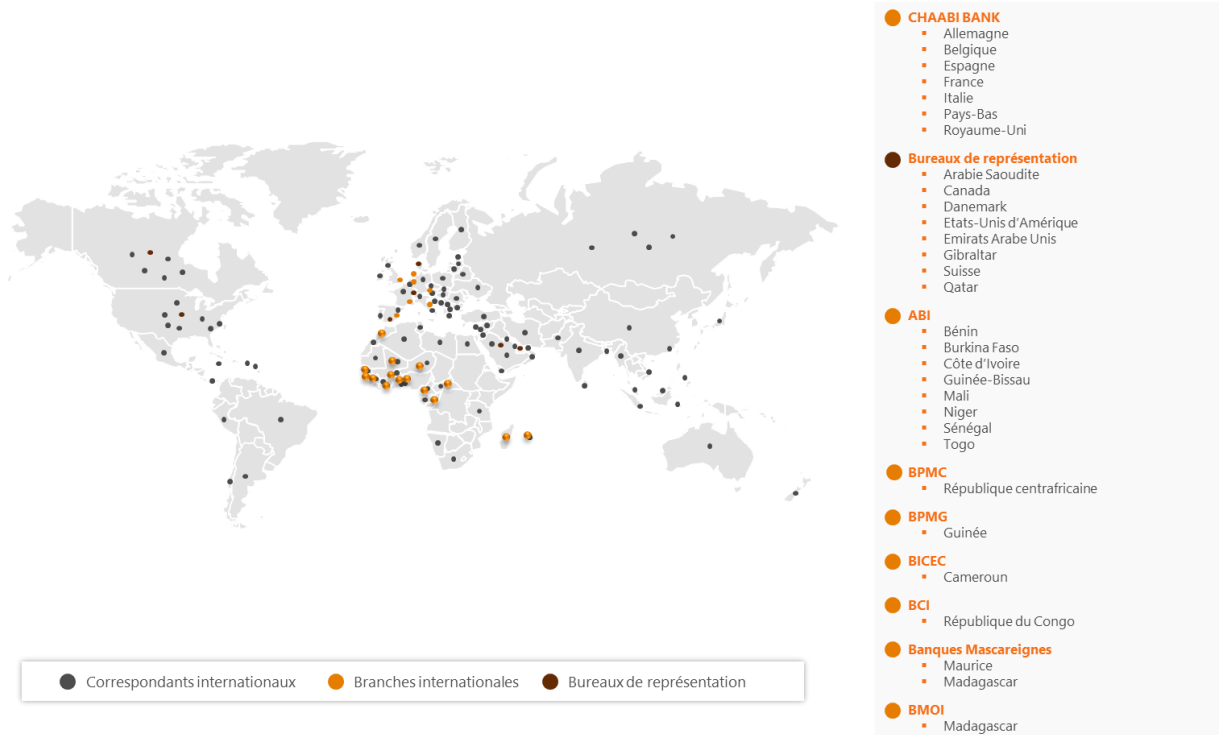 CHAABI BANK
Allemagne
Belgique
Espagne
France
Italie
Pays-Bas
Royaume-Uni
Bureaux de représentation
Arabie Saoudite
Canada
Danemark
Etats-Unis d'Amérique
Emirats Arabe Unis
Gibraltar
Suisse
Qatar
ABI
Bénin
Burkina Faso
Côte d'Ivoire
Guinée-Bissau
Mali
Niger
Sénégal
Togo
BPMC
République centrafricaine
BPMG
Guinée
BICEC
Cameroun
BCI
République du Congo
Banques Mascareignes
Maurice
Madagascar
BMOI
Madagascar
Correspondants internationaux
Branches internationales
Bureaux de représentation